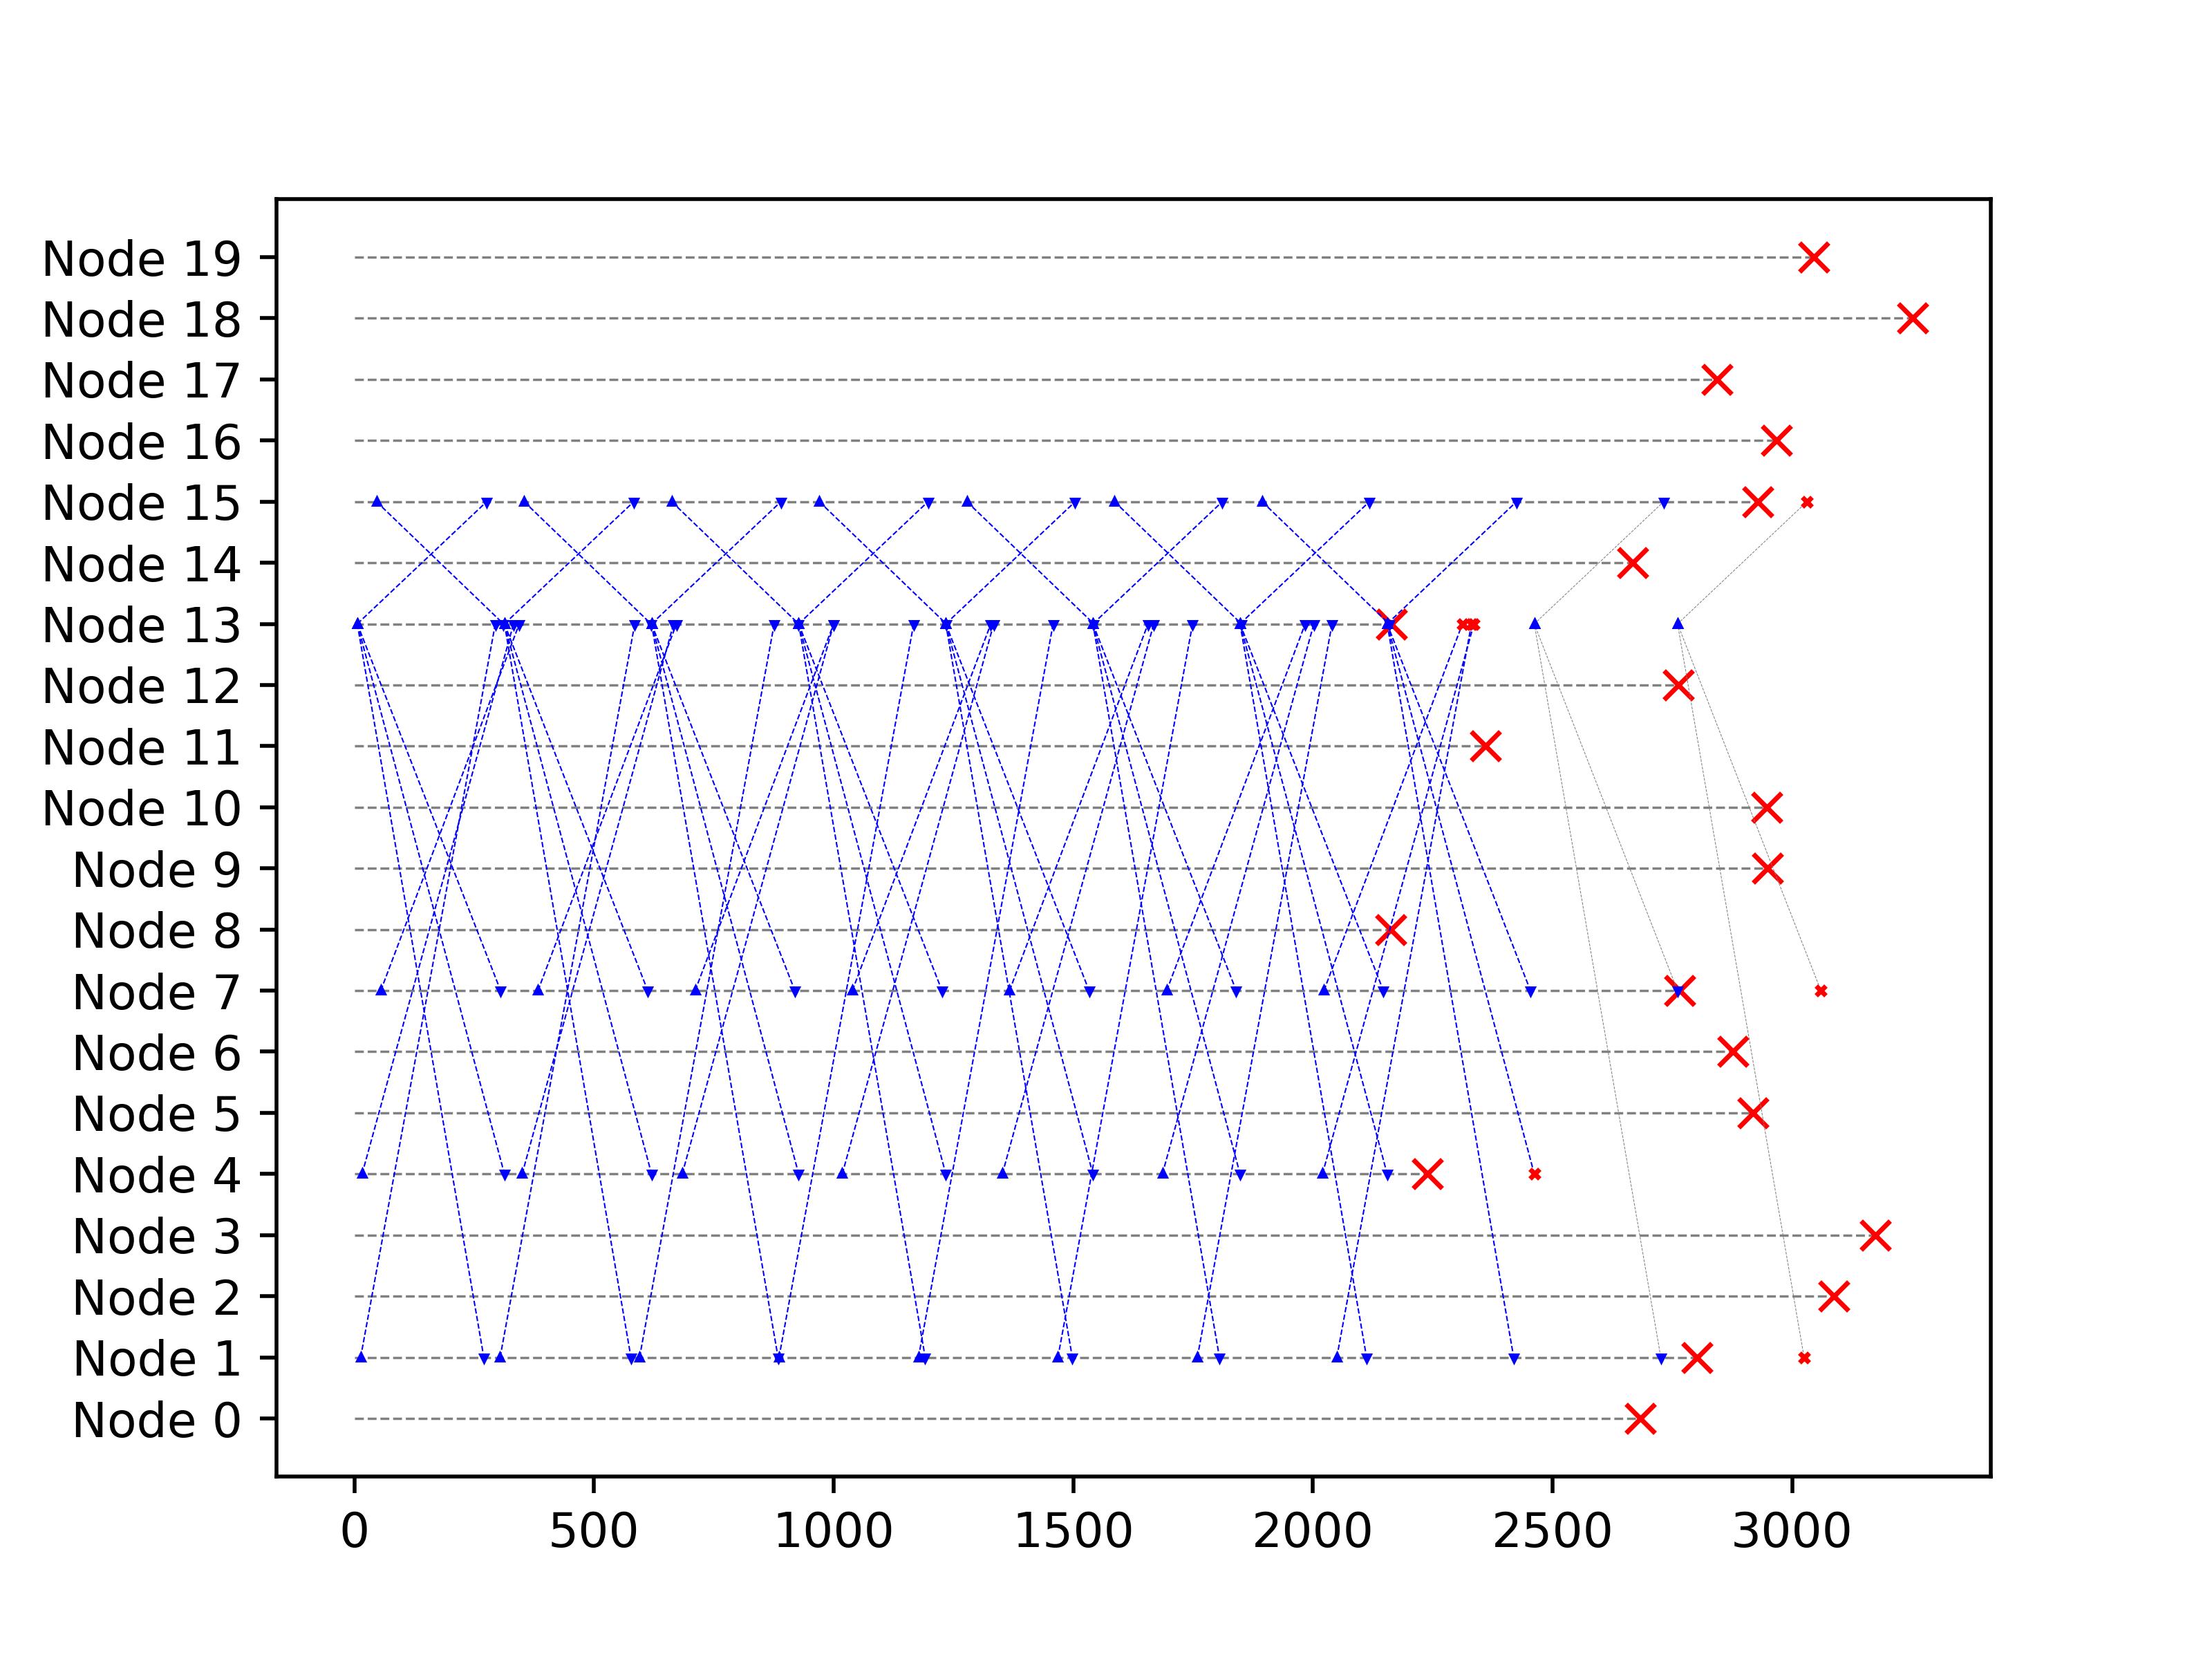 Node 19
Node 18
Node 17
Node 16
Node 15
Node 14
Node 13
Node 12
Node 11
Node 10
Node 9
Node 8
Node 7
Node 6
Node 5
Node 4
Node 3
Node 2
Node 1
Node 0
0 500 1000 1500 2000 2500 3000